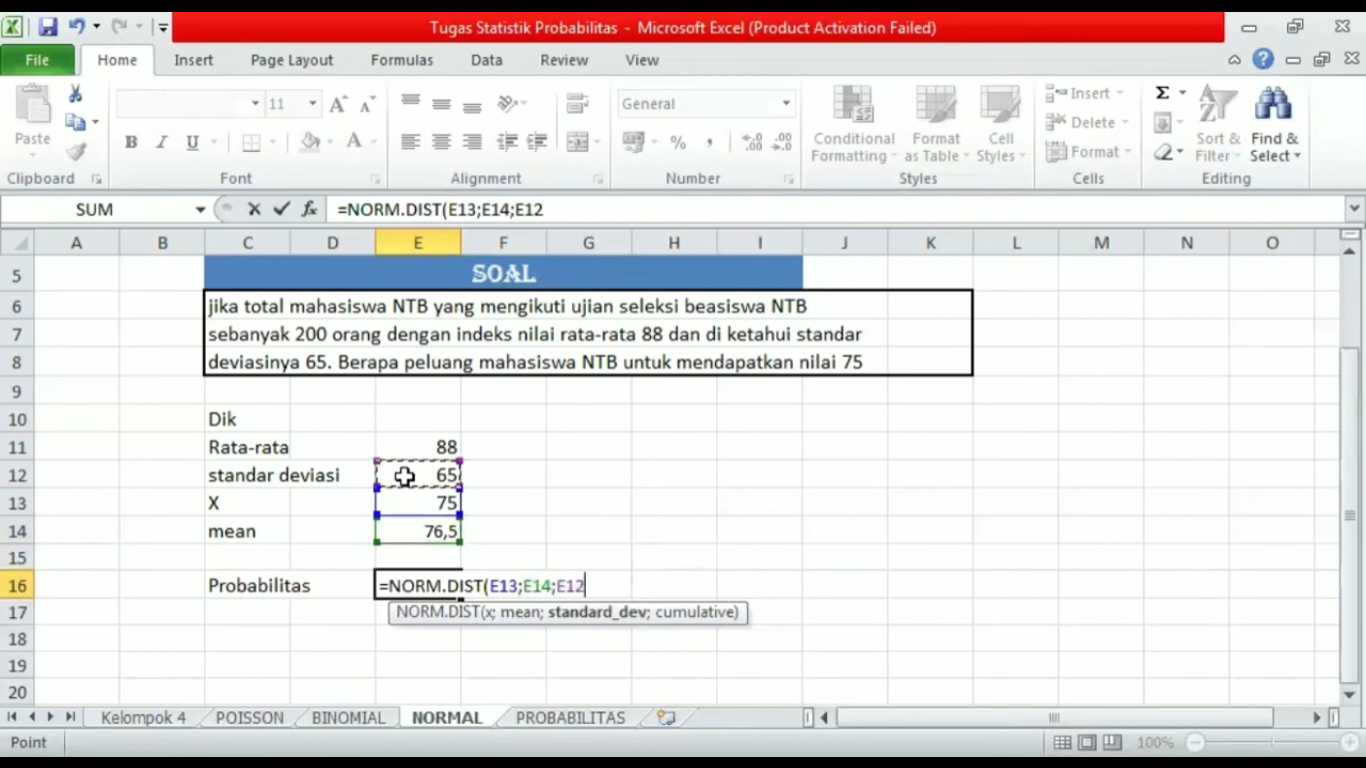 Tugas Statistik Probabilitas - Microsoft Excel (Product Activation Failed)
File Home Insert Page Layout Formulas Data Review View
Paste
Clipboard
11
B I U
Font
Alignment
General
%
Number
Conditional Formatting
Format as Table
Cell Styles
Styles
Insert
Delete
Format
Cells
Σ
Sort & Filter
Find & Select
Editing
SUM fx =NORM.DIST(E13;E14;E12
A B C D E F G H I J K L M N O
5 SOAL
6 jika total mahasiswa NTB yang mengikuti ujian seleksi beasiswa NTB
7 sebanyak 200 orang dengan indeks nilai rata-rata 88 dan di ketahui standar
8 deviasinya 65. Berapa peluang mahasiswa NTB untuk mendapatkan nilai 75
9
10 Dik
11 Rata-rata 88
12 standar deviasi 65
13 X 75
14 mean 76,5
15
16 Probabilitas =NORM.DIST(E13;E14;E12
17 NORM.DIST(x; mean; standard_dev; cumulative)
18
19
20
Kelompok 4 POISSON BINOMIAL NORMAL PROBABILITAS
Point 100%